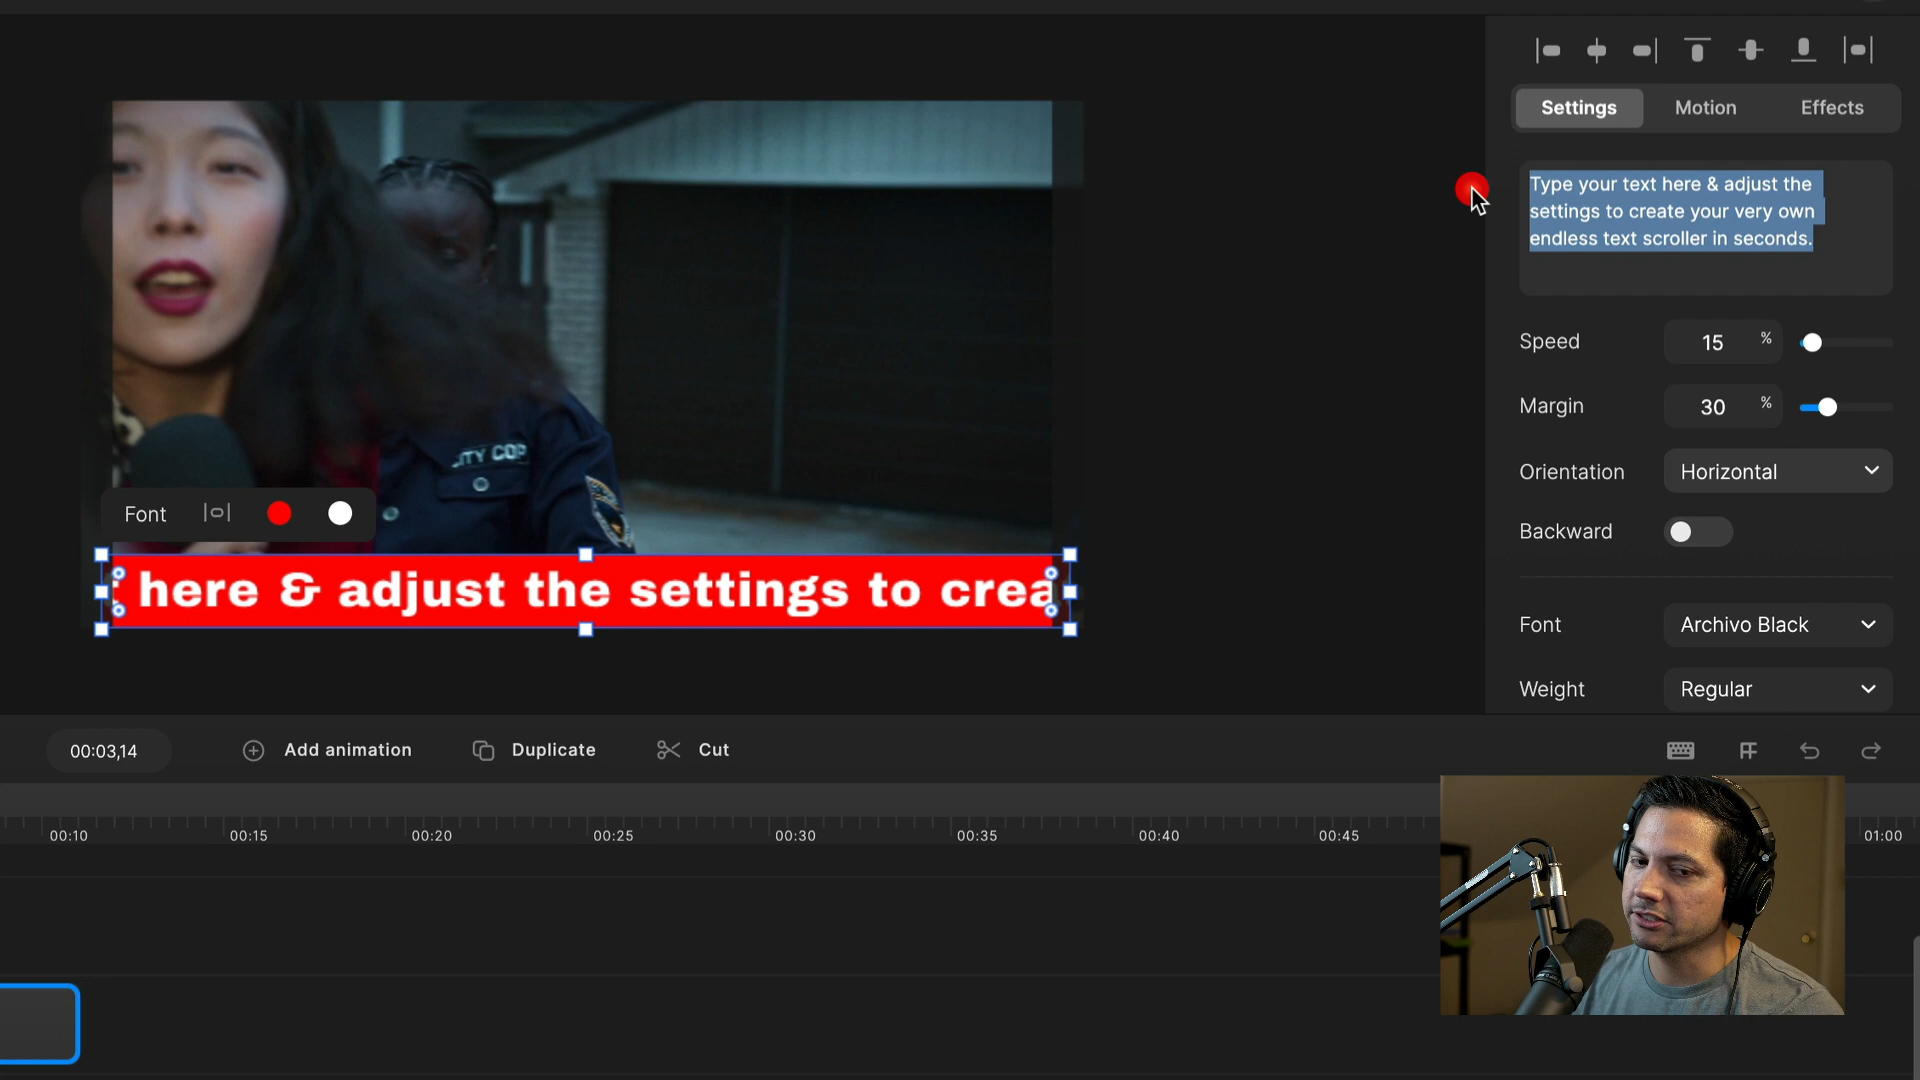 Settings
Motion
Effects
Type your text here & adjust the
settings to create your very own
endless text scroller in seconds.
Speed
15 %
Margin
30 %
Orientation
Horizontal
Backward
Font
Archivo Black
Weight
Regular
ITY COP
Font
here & adjust the settings to crea
00:03,14
Add animation
Duplicate
Cut
00:10
00:15
00:20
00:25
00:30
00:35
00:40
00:45
01:00